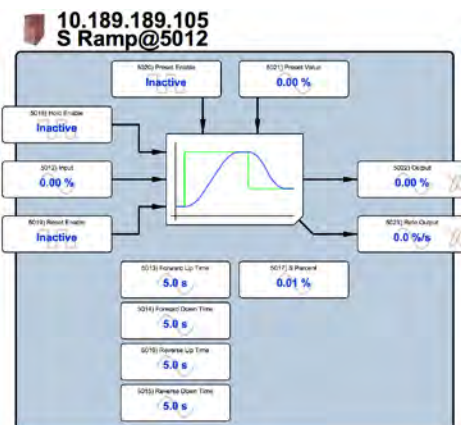 10.189.189.105
S Ramp@5012
5020) Preset Enable
Inactive
5021) Preset Value
0.00 %
5018) Hold Enable
Inactive
5012) Input
0.00 %
5022) Output
0.00 %
5019) Reset Enable
Inactive
5023) Rate Output
0.0 %/s
5013) Forward Up Time
5.0 s
5017) S Percent
0.01 %
5014) Forward Down Time
5.0 s
Reverse Up Time
5.0 s
Reverse Down Time
5.0 s